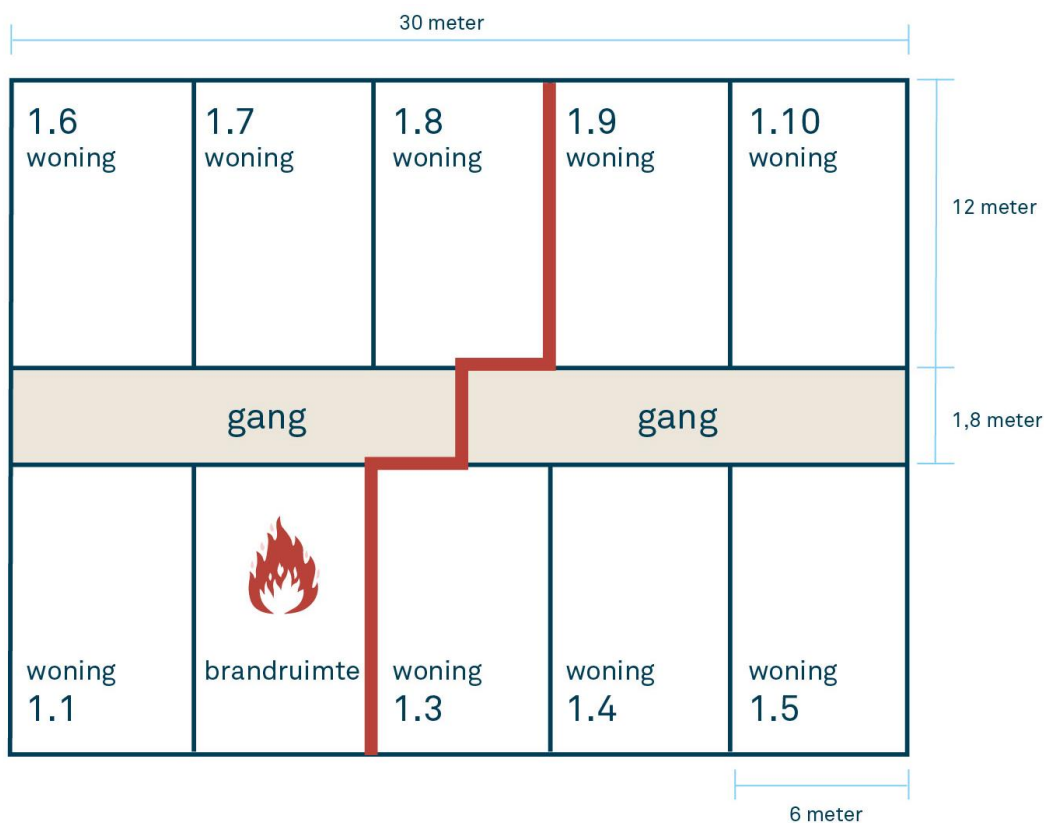 30 meter
1.6
woning
1.7
woning
1.8
woning
1.9
woning
1.10
woning
12 meter
gang
gang
1,8 meter
woning
1.1
brandruimte
woning
1.3
woning
1.4
woning
1.5
6 meter